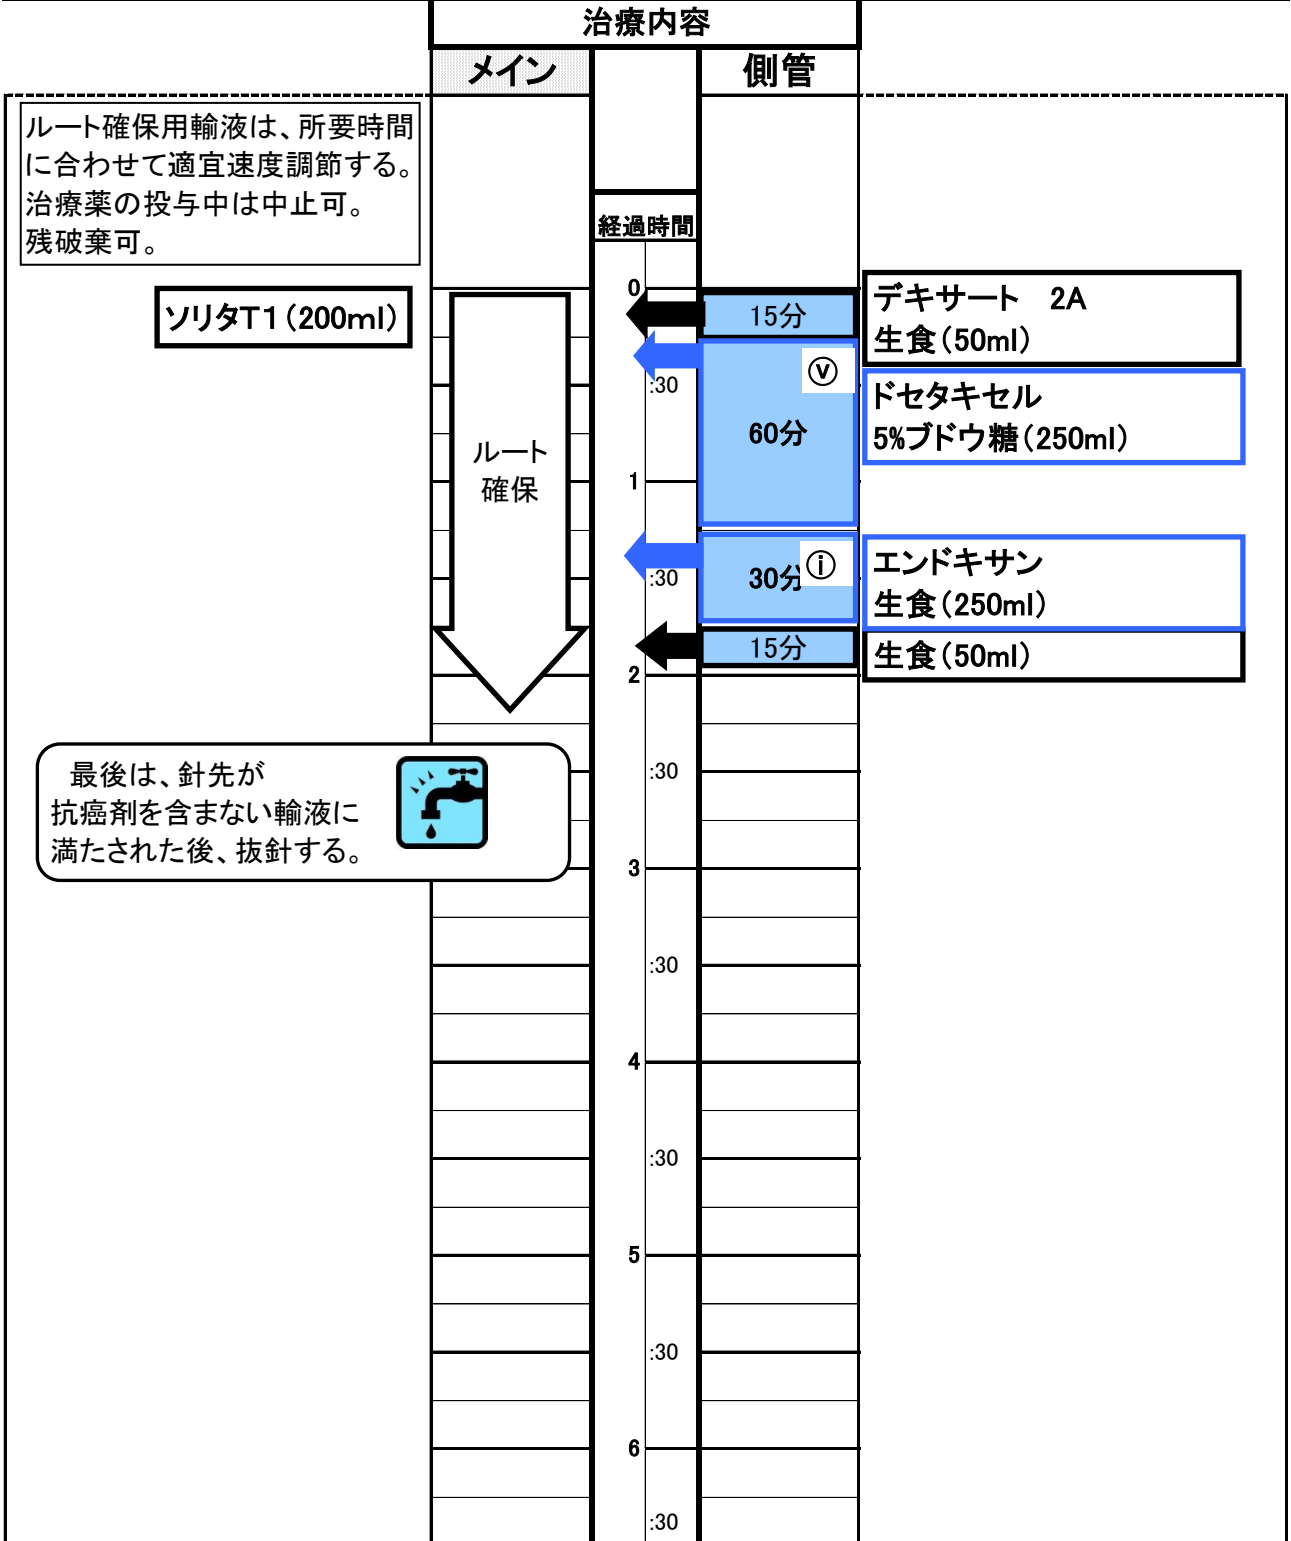 治療内容
メイン
側管
ルート確保用輸液は、所要時間
に合わせて適宜速度調節する。
治療薬の投与中は中止可。
残破棄可。
経過時間
ソリタT1(200ml)
0
15分
デキサート　2A
生食(50ml)
ⓥ
:30
60分
ドセタキセル
5%ブドウ糖(250ml)
ルート
確保
1
ⓘ
:30
30分
エンドキサン
生食(250ml)
15分
生食(50ml)
2
最後は、針先が
抗癌剤を含まない輸液に
満たされた後、抜針する。
:30
3
:30
4
:30
5
:30
6
:30